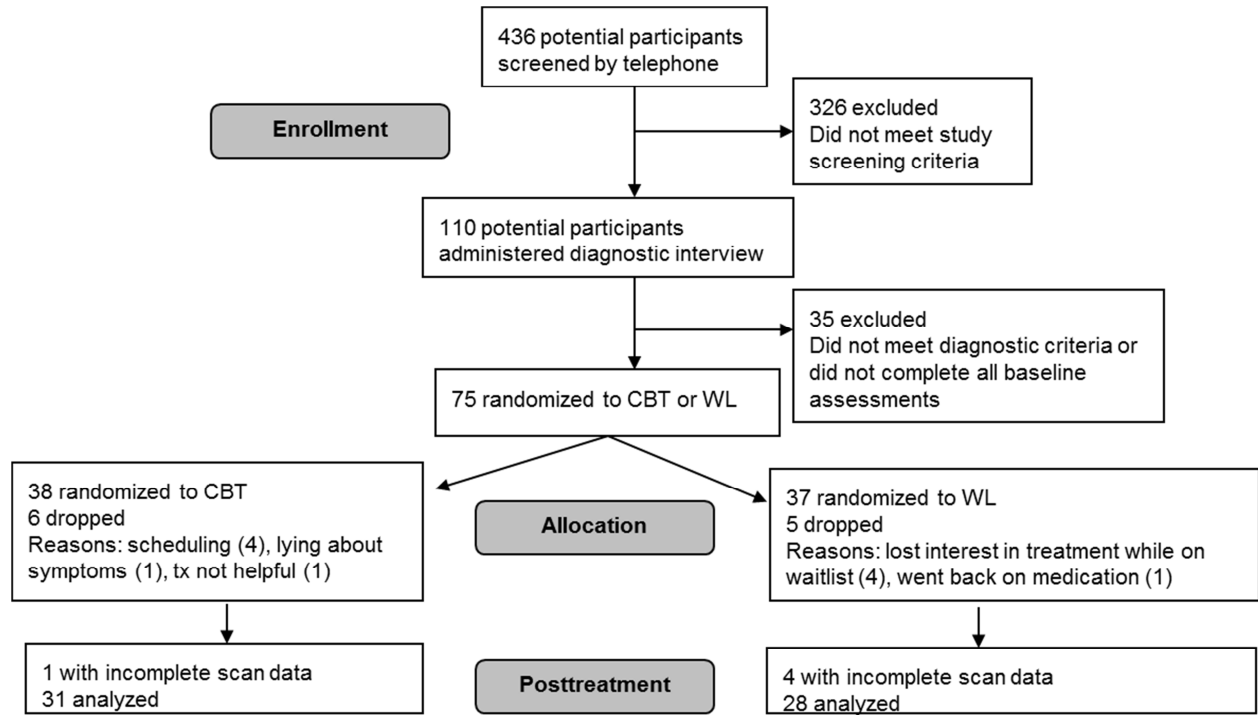 436 potential participants
screened by telephone
Enrollment
326 excluded
Did not meet study
screening criteria
110 potential participants
administered diagnostic interview
35 excluded
Did not meet diagnostic criteria or
did not complete all baseline
assessments
75 randomized to CBT or WL
38 randomized to CBT
6 dropped
Reasons: scheduling (4), lying about
symptoms (1), tx not helpful (1)
Allocation
37 randomized to WL
5 dropped
Reasons: lost interest in treatment while on
waitlist (4), went back on medication (1)
1 with incomplete scan data
31 analyzed
Posttreatment
4 with incomplete scan data
28 analyzed